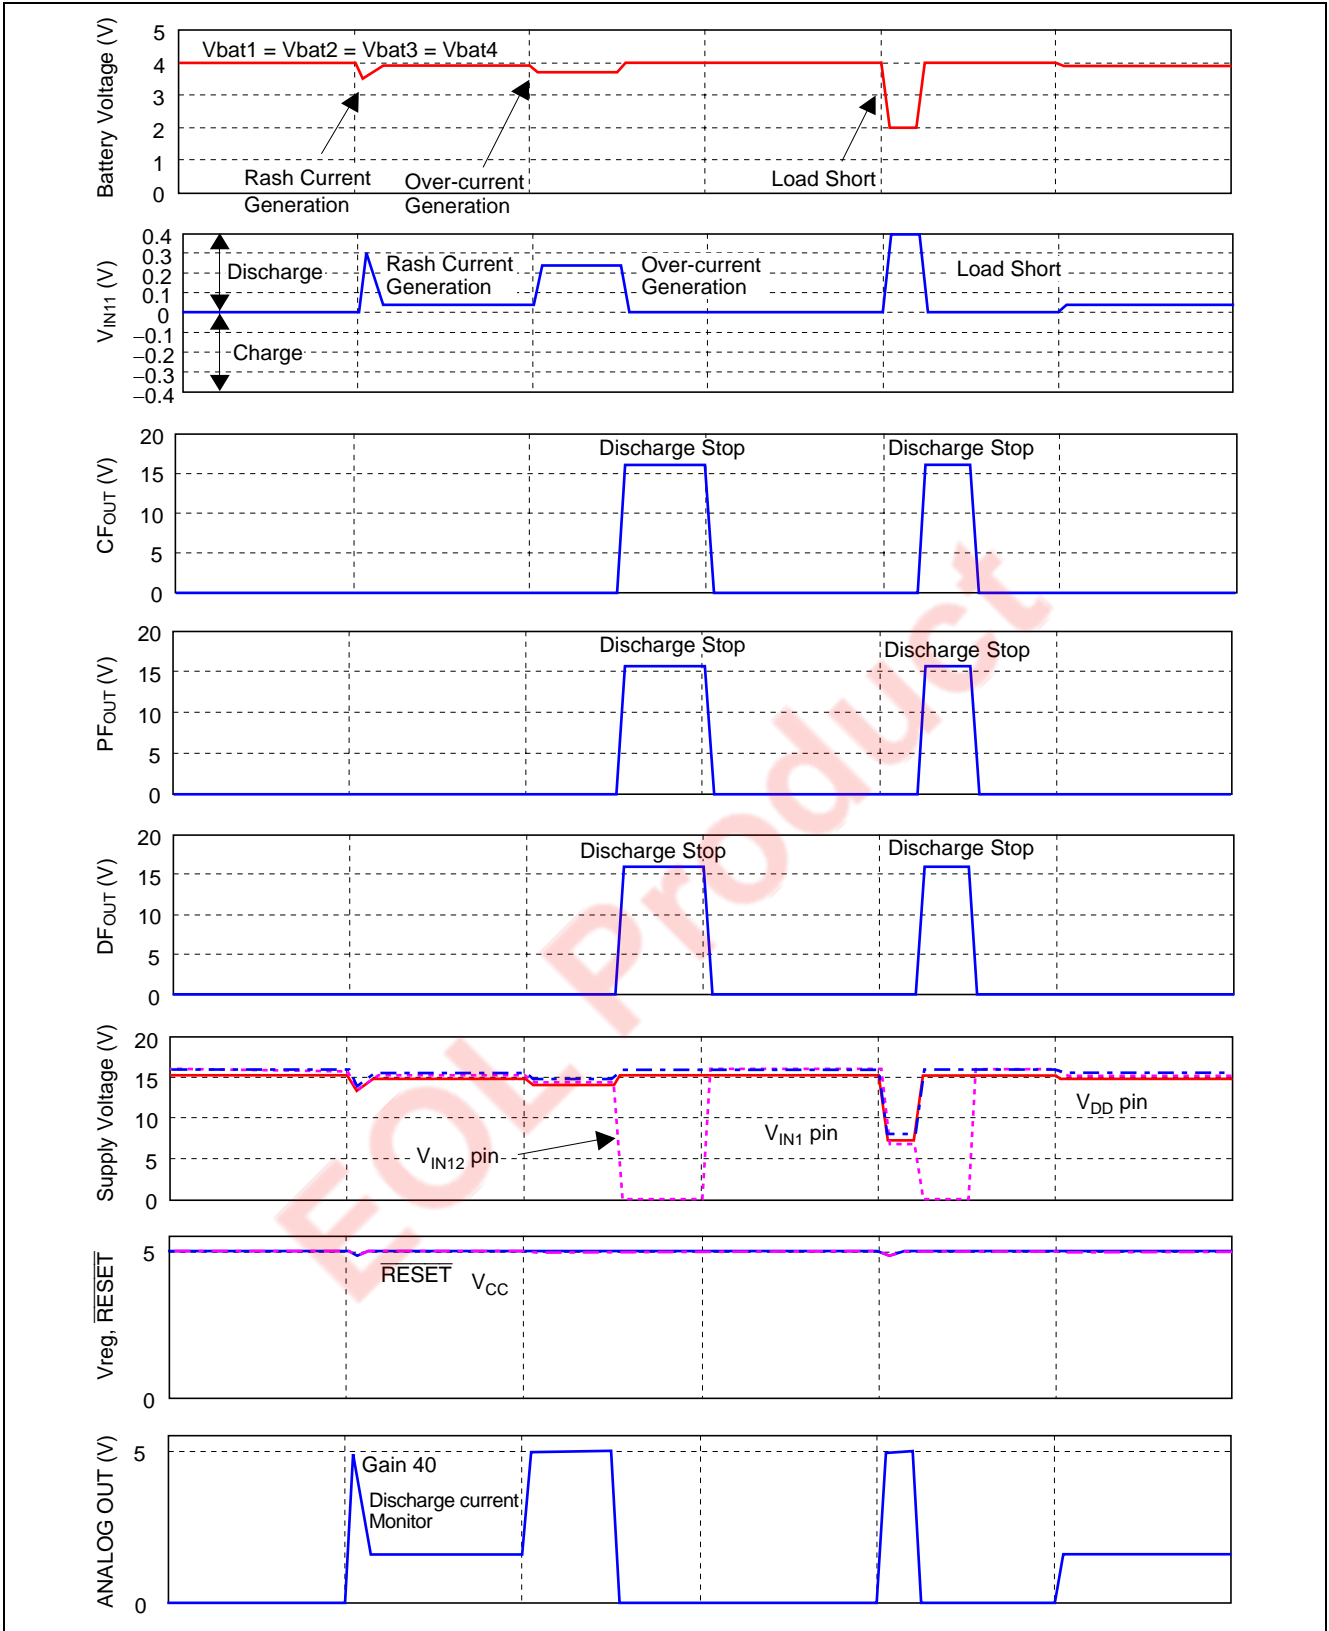 Battery Voltage (V)
5
4
3
2
1
0
Vbat1 = Vbat2 = Vbat3 = Vbat4
Rash Current
Generation
Over-current
Generation
Load Short
VIN11 (V)
0.4
0.3
0.2
0.1
0
−0.1
−0.2
−0.3
−0.4
Discharge
Charge
Rash Current
Generation
Over-current
Generation
Load Short
CFOUT (V)
20
15
10
5
0
Discharge Stop
Discharge Stop
PFOUT (V)
20
15
10
5
0
Discharge Stop
Discharge Stop
DFOUT (V)
20
15
10
5
0
Discharge Stop
Discharge Stop
Supply Voltage (V)
20
15
10
5
0
VIN12 pin
VIN1 pin
VDD pin
Vreg, RESET
5
0
RESET
VCC
ANALOG OUT (V)
5
0
Gain 40
Discharge current
Monitor
EOL Product